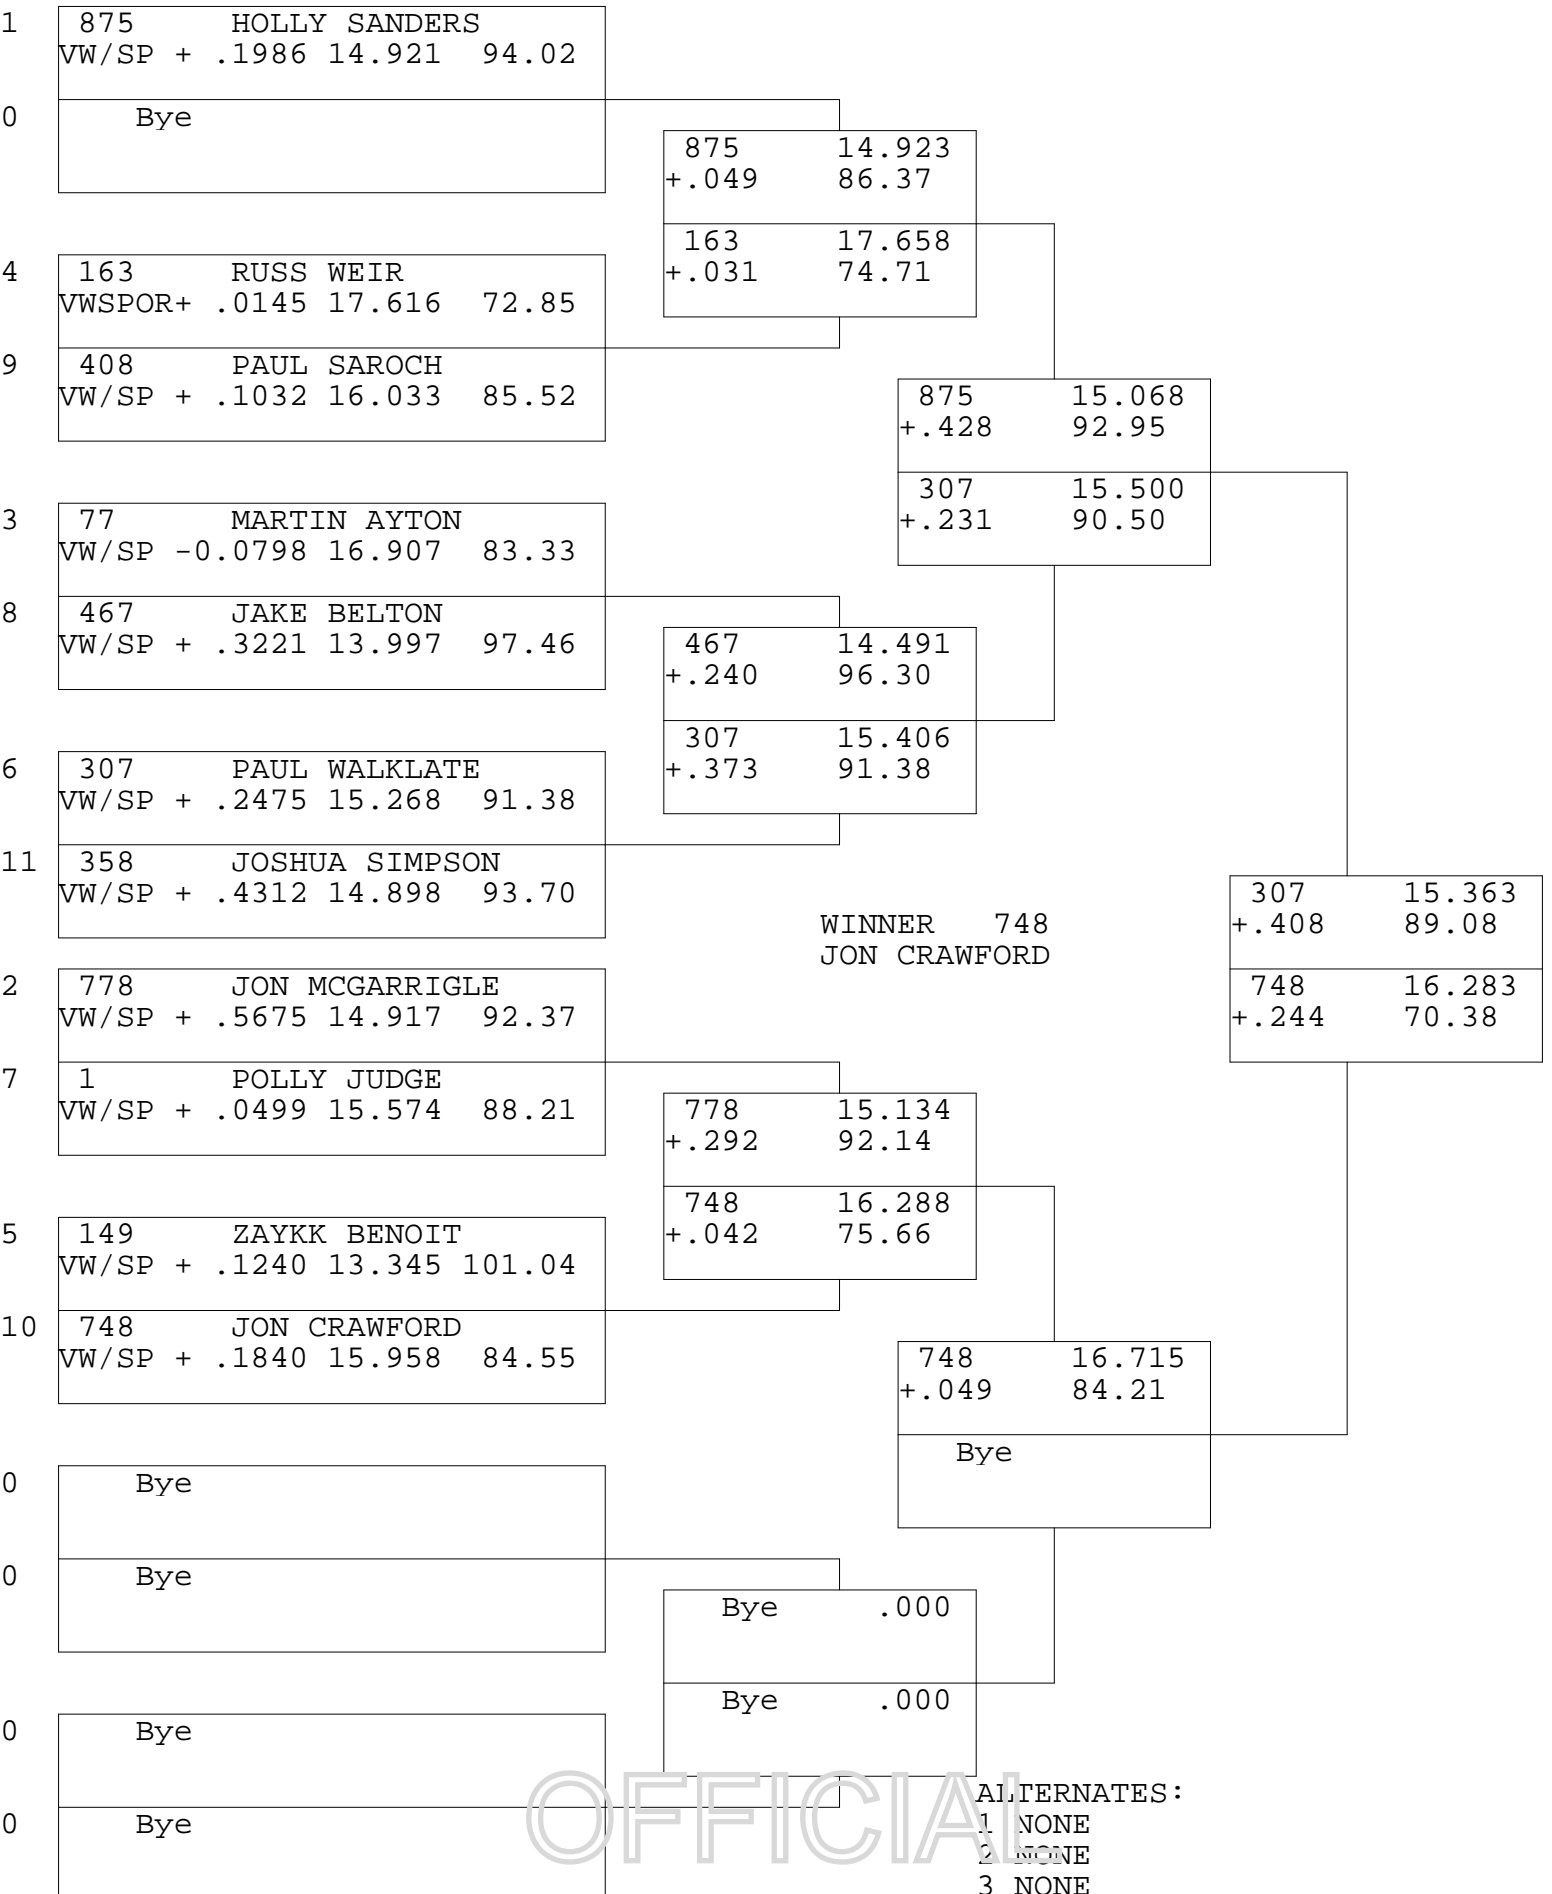 1 875 HOLLY SANDERS
VW/SP + .1986 14.921 94.02
0 Bye
4 163 RUSS WEIR
VWSPOR+ .0145 17.616 72.85
9 408 PAUL SAROCH
VW/SP + .1032 16.033 85.52
3 77 MARTIN AYTON
VW/SP -0.0798 16.907 83.33
8 467 JAKE BELTON
VW/SP + .3221 13.997 97.46
6 307 PAUL WALKLATE
VW/SP + .2475 15.268 91.38
11 358 JOSHUA SIMPSON
VW/SP + .4312 14.898 93.70
2 778 JON MCGARRIGLE
VW/SP + .5675 14.917 92.37
7 1 POLLY JUDGE
VW/SP + .0499 15.574 88.21
5 149 ZAYKK BENOIT
VW/SP + .1240 13.345 101.04
10 748 JON CRAWFORD
VW/SP + .1840 15.958 84.55
0 Bye
0 Bye
0 Bye
0 Bye
875 14.923
+.049 86.37
163 17.658
+.031 74.71
467 14.491
+.240 96.30
307 15.406
+.373 91.38
778 15.134
+.292 92.14
748 16.288
+.042 75.66
Bye .000
Bye .000
875 15.068
+.428 92.95
307 15.500
+.231 90.50
748 16.715
+.049 84.21
Bye
307 15.363
+.408 89.08
748 16.283
+.244 70.38
WINNER 748
JON CRAWFORD
OFFICIAL
ALTERNATES:
1 NONE
2 NONE
3 NONE